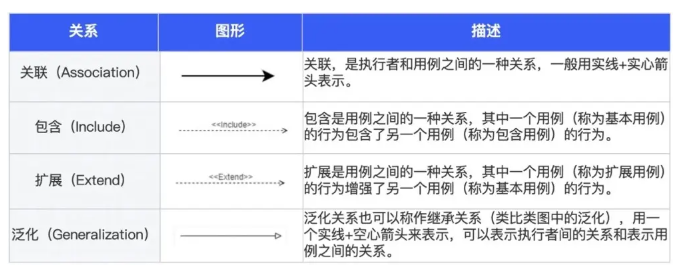 关系 图形 描述
关联（Association）
关联，是执行者和用例之间的一种关系，一般用实线+实心箭
头表示。
包含（Include）
<<Include>>
包含是用例之间的一种关系，其中一个用例（称为基本用例）
的行为包含了另一个用例（称为包含用例）的行为。
扩展（Extend）
<<Extend>>
扩展是用例之间的一种关系，其中一个用例（称为扩展用例）
的行为增强了另一个用例（称为基本用例）的行为。
泛化（Generalization）
泛化关系也可以称作继承关系（类比类图中的泛化），用一
个实线+空心箭头来表示，可以表示执行者间的关系和表示用
例之间的关系。